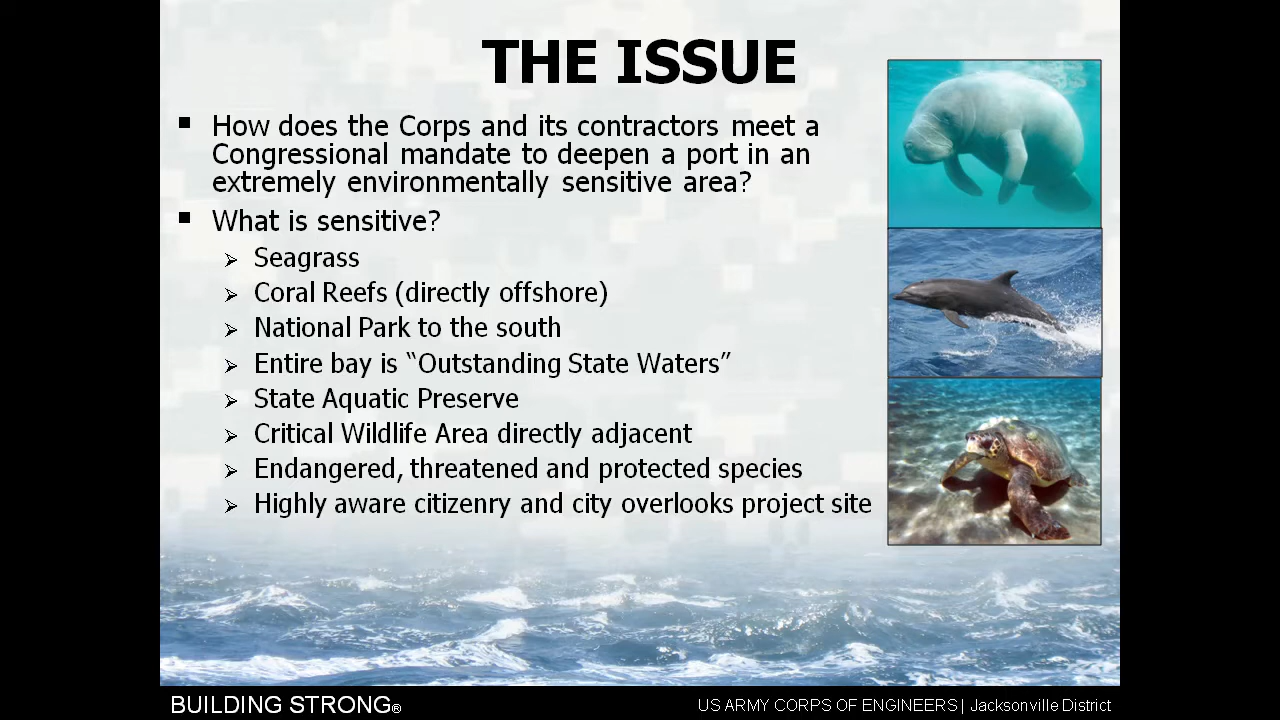 THE ISSUE
How does the Corps and its contractors meet a
Congressional mandate to deepen a port in an
extremely environmentally sensitive area?
What is sensitive?
Seagrass
Coral Reefs (directly offshore)
National Park to the south
Entire bay is “Outstanding State Waters”
State Aquatic Preserve
Critical Wildlife Area directly adjacent
Endangered, threatened and protected species
Highly aware citizenry and city overlooks project site
BUILDING STRONG®
US ARMY CORPS OF ENGINEERS | Jacksonville District